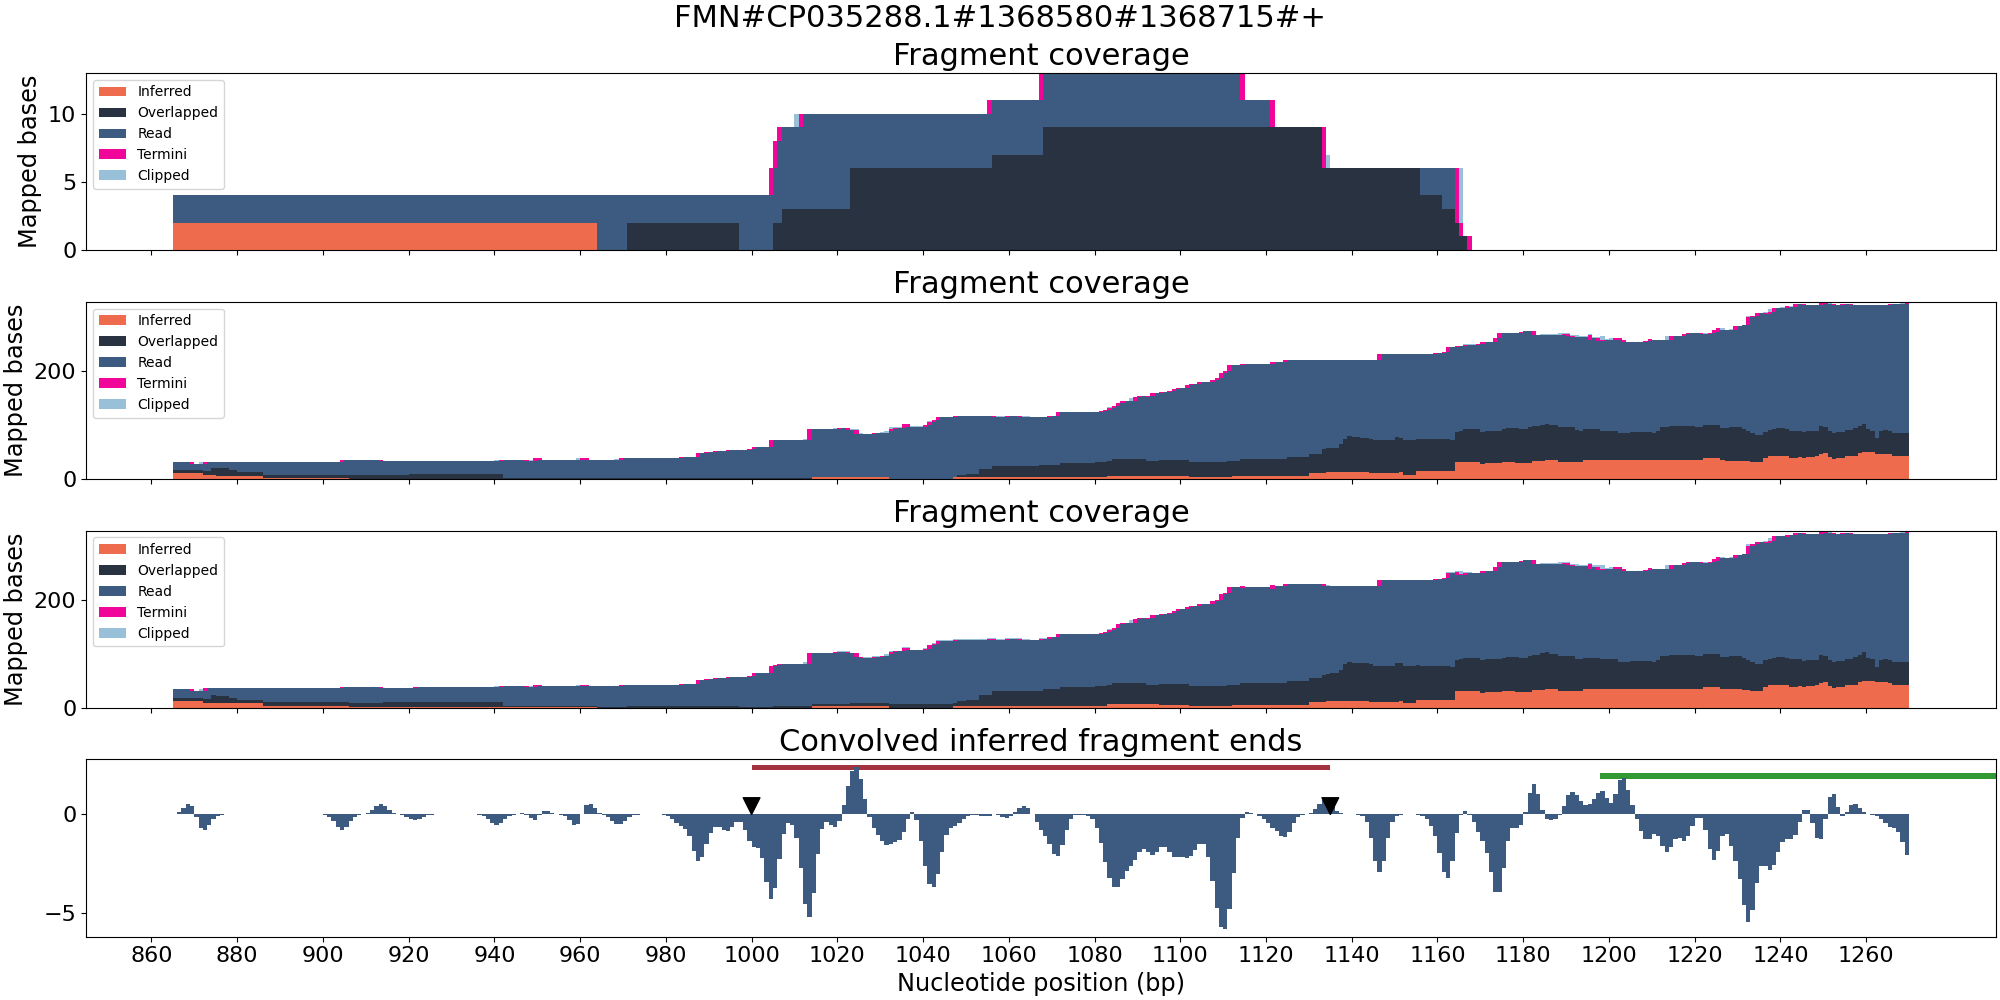 FMN#CP035288.1#1368580#1368715#+
Fragment coverage
Mapped bases
10
5
0
Inferred
Overlapped
Read
Termini
Clipped
Fragment coverage
Mapped bases
200
0
Inferred
Overlapped
Read
Termini
Clipped
Fragment coverage
Mapped bases
200
0
Inferred
Overlapped
Read
Termini
Clipped
Convolved inferred fragment ends
0
−5
860 880 900 920 940 960 980 1000 1020 1040 1060 1080 1100 1120 1140 1160 1180 1200 1220 1240 1260
Nucleotide position (bp)